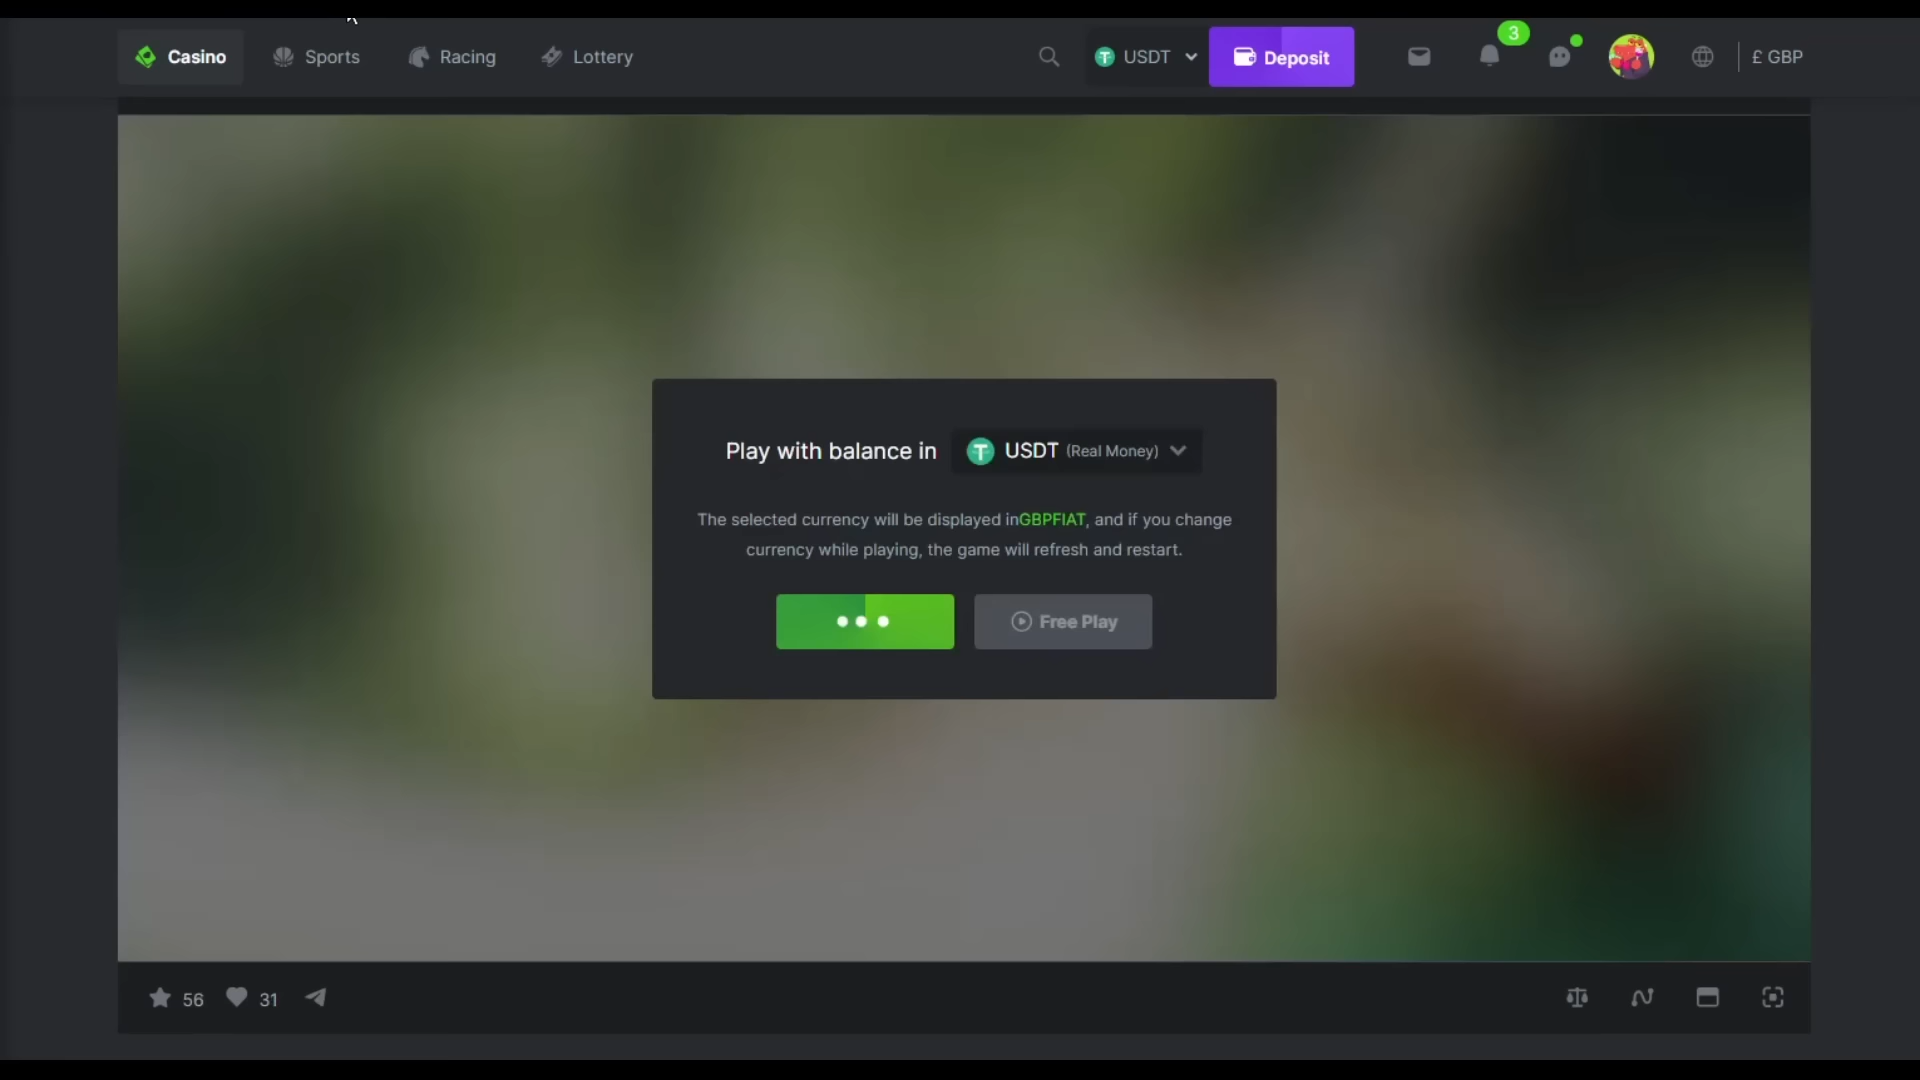 Casino
Sports
Racing
Lottery
USDT
Deposit
3
£ GBP
Play with balance in
USDT (Real Money)
The selected currency will be displayed inGBPFIAT, and if you change
currency while playing, the game will refresh and restart.
Free Play
56
31